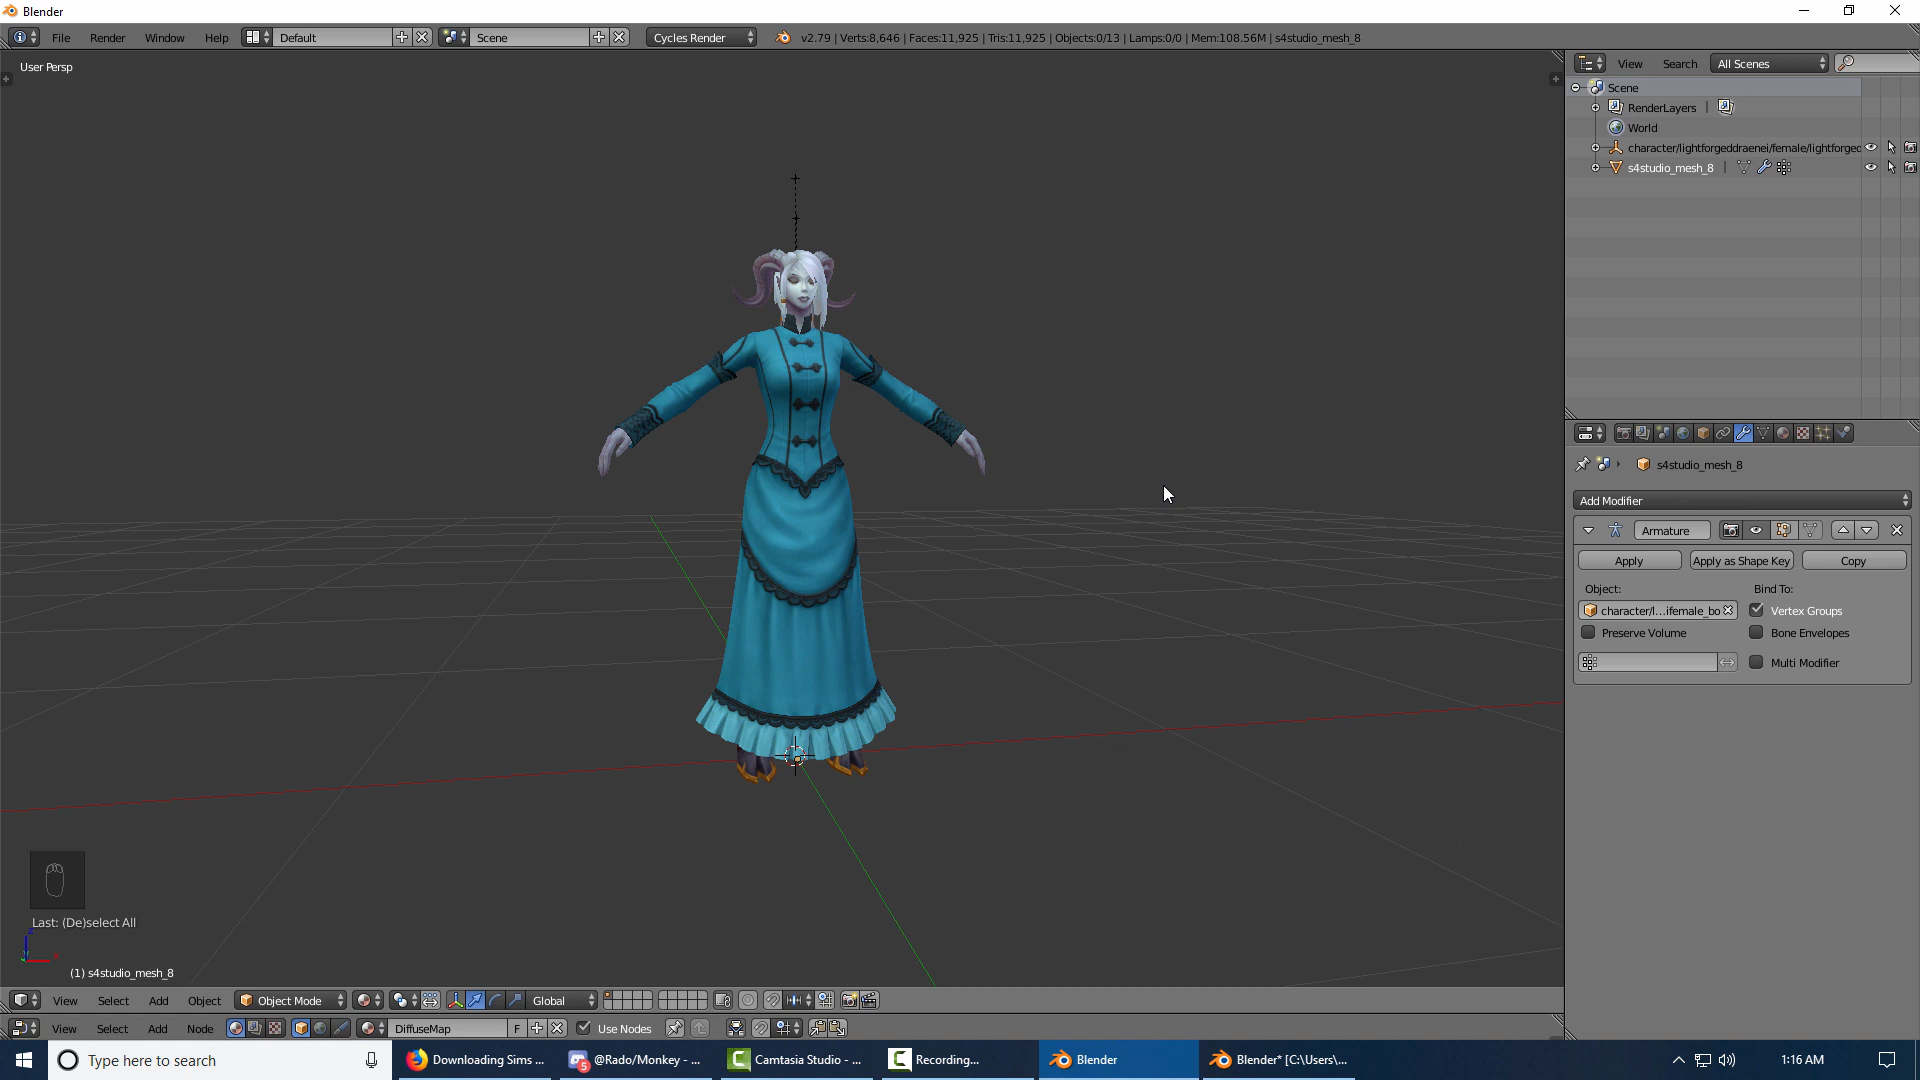 Blender
File Render Window Help Default Scene Cycles Render v2.79 | Verts:8,646 | Faces:11,925 | Tris:11,925 | Objects:0/13 | Lamps:0/0 | Mem:108.56M | s4studio_mesh_8
User Persp
View Search All Scenes
Scene
RenderLayers |
World
character/lightforgeddraenei/female/lightforged
s4studio_mesh_8 |
s4studio_mesh_8
Add Modifier
Armature
Apply Apply as Shape Key Copy
Object: Bind To:
character/l...ifemale_bo Vertex Groups
Preserve Volume Bone Envelopes
Multi Modifier
Last: (De)select All
z
x
(1) s4studio_mesh_8
View Select Add Object Object Mode Global
View Select Add Node DiffuseMap F Use Nodes
Type here to search Downloading Sims ... 5 @Rado/Monkey - ... Camtasia Studio - ... Recording... Blender Blender* [C:\Users\... 1:16 AM